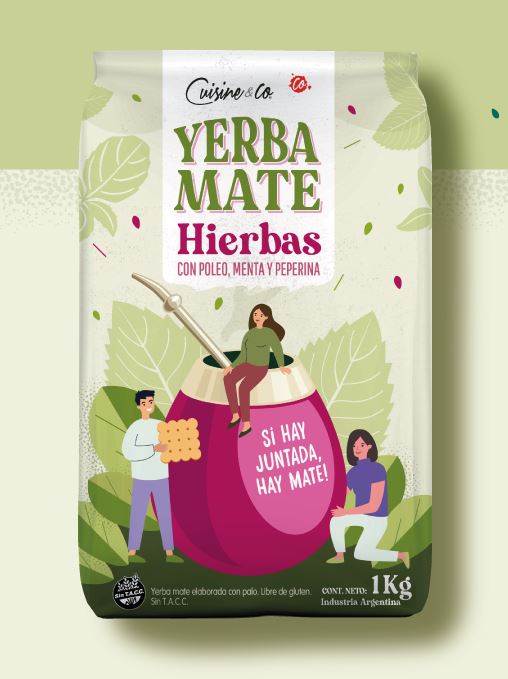 Cuisine & Co.
Co.
YERBA
MATE
Hierbas
CON POLEO, MENTA Y PEPERINA
SI HAY
JUNTADA,
HAY MATE!
Sin T.A.C.C.
Yerba mate elaborada con palo. Libre de gluten.
Sin T.A.C.C.
CONT. NETO: 1Kg
Industria Argentina